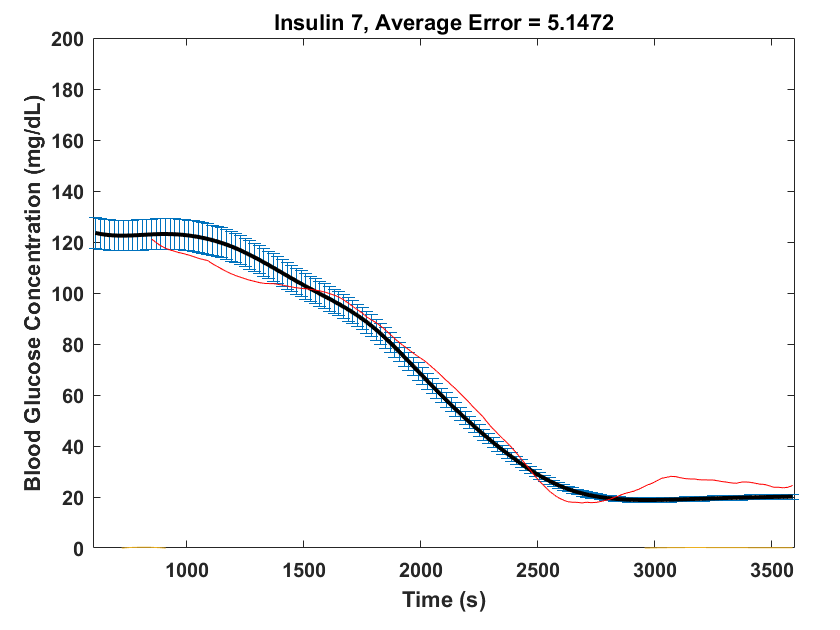 Insulin 7, Average Error = 5.1472
200
180
160
140
120
100
80
60
40
20
0
Blood Glucose Concentration (mg/dL)
1000 1500 2000 2500 3000 3500
Time (s)